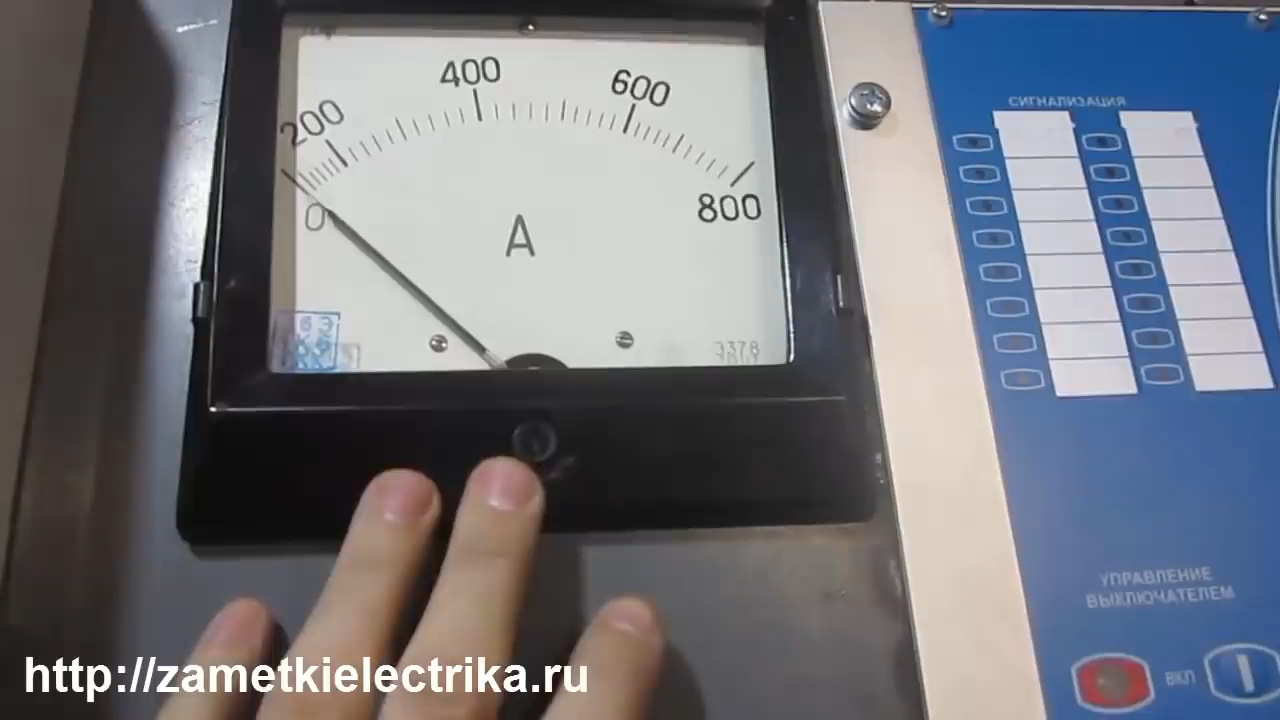 200
400
600
800
0
A
СИГНАЛИЗАЦИЯ
УПРАВЛЕНИЕ
ВЫКЛЮЧАТЕЛЕМ
ВКЛ
http://zametkielectrika.ru